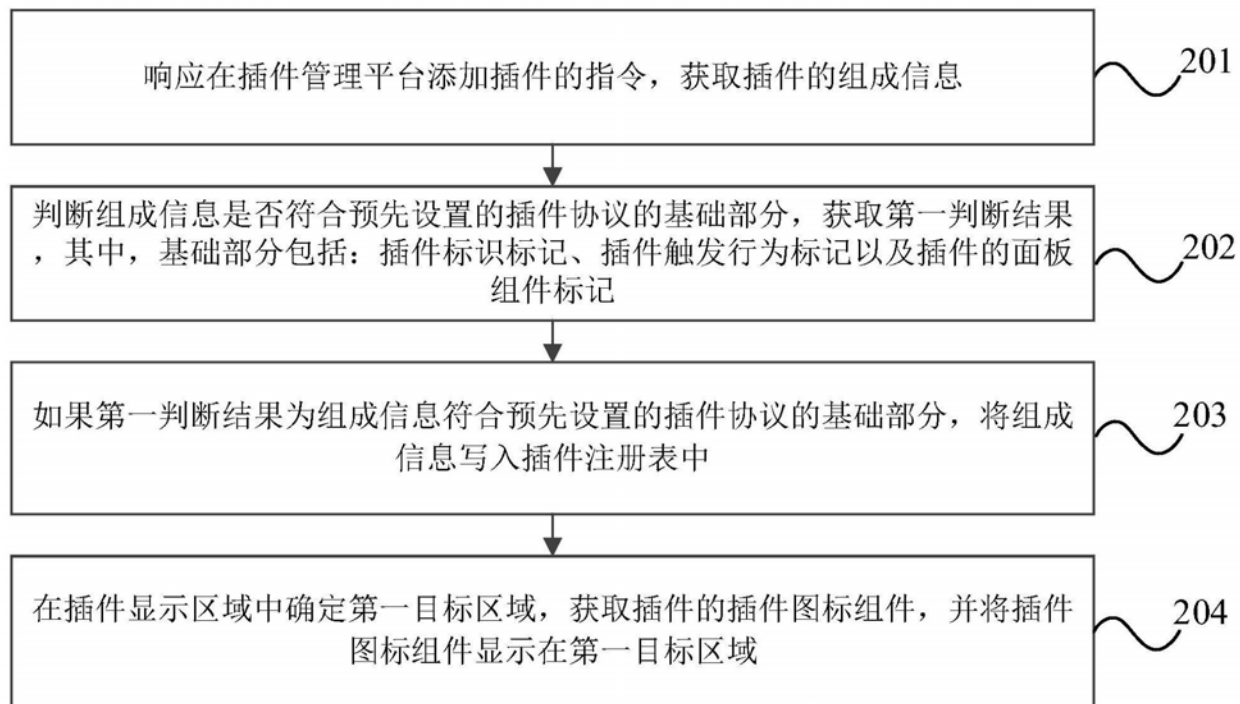 响应在插件管理平台添加插件的指令，获取插件的组成信息
201
判断组成信息是否符合预先设置的插件协议的基础部分，获取第一判断结果
，其中，基础部分包括：插件标识标记、插件触发行为标记以及插件的面板
组件标记
202
如果第一判断结果为组成信息符合预先设置的插件协议的基础部分，将组成
信息写入插件注册表中
203
在插件显示区域中确定第一目标区域，获取插件的插件图标组件，并将插件
图标组件显示在第一目标区域
204